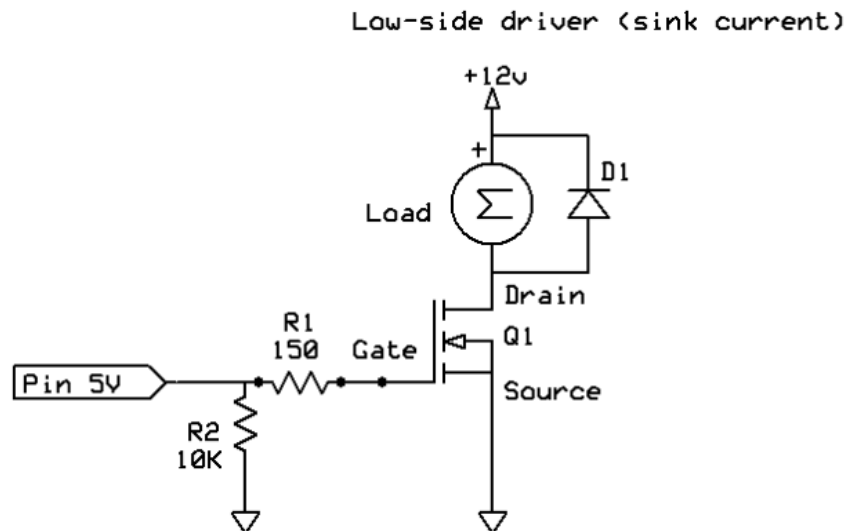 Low-side driver (sink current)
+12v
+
D1
Load
Σ
Drain
R1
150
Gate
Q1
Pin 5V
Source
R2
10K